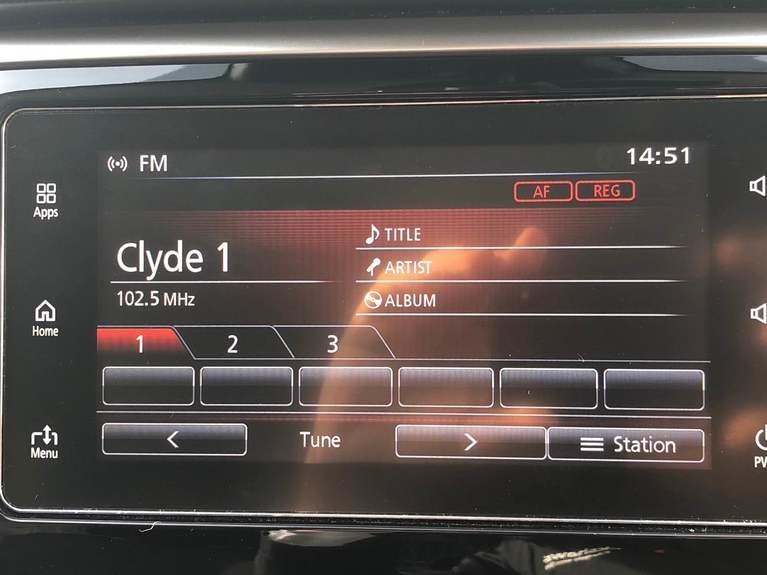 FM
14:51
AF REG
Apps
Clyde 1
102.5 MHz
TITLE
ARTIST
ALBUM
Home
1 2 3
Menu
< Tune > Station